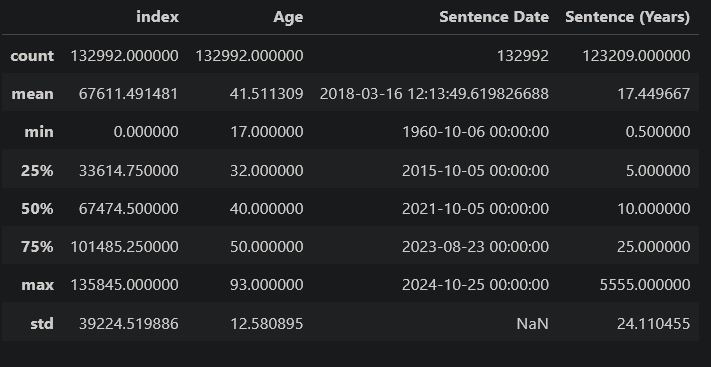 index Age Sentence Date Sentence (Years)
count 132992.000000 132992.000000 132992 123209.000000
mean 67611.491481 41.511309 2018-03-16 12:13:49.619826688 17.449667
min 0.000000 17.000000 1960-10-06 00:00:00 0.500000
25% 33614.750000 32.000000 2015-10-05 00:00:00 5.000000
50% 67474.500000 40.000000 2021-10-05 00:00:00 10.000000
75% 101485.250000 50.000000 2023-08-23 00:00:00 25.000000
max 135845.000000 93.000000 2024-10-25 00:00:00 5555.000000
std 39224.519886 12.580895 NaN 24.110455